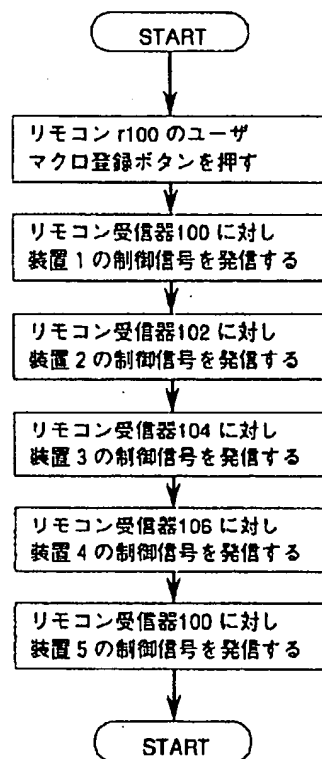 START
リモコン r100 のユーザ
マクロ登録ボタンを押す
リモコン受信器100 に対し
装置1の制御信号を発信する
リモコン受信器102 に対し
装置2の制御信号を発信する
リモコン受信器104 に対し
装置3の制御信号を発信する
リモコン受信器106 に対し
装置4の制御信号を発信する
リモコン受信器100 に対し
装置5の制御信号を発信する
START